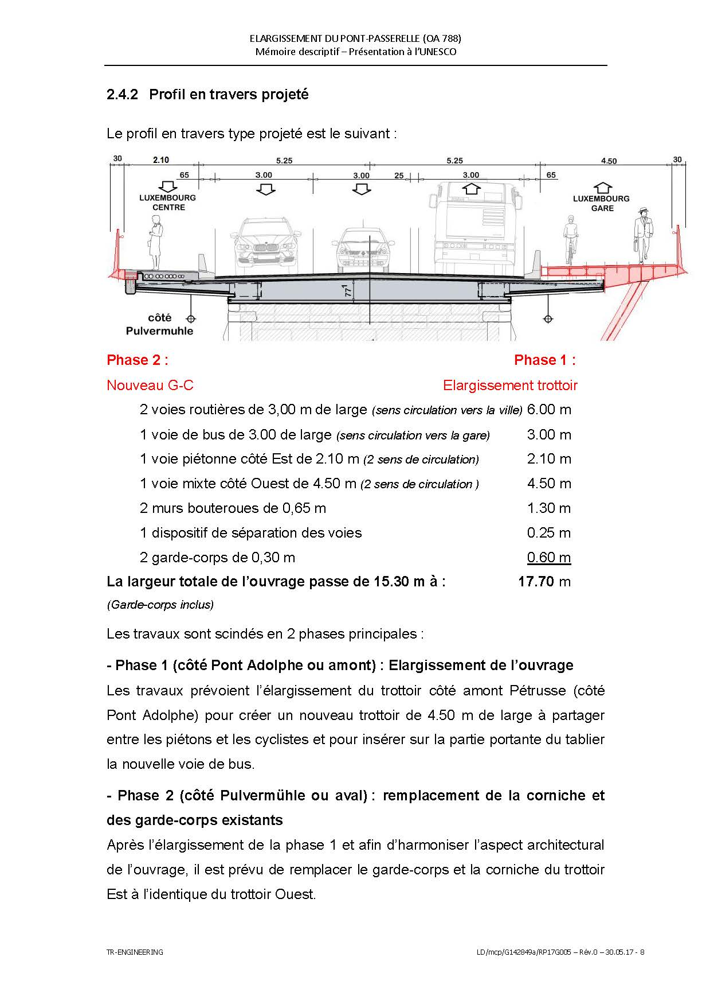 ELARGISSEMENT DU PONT-PASSERELLE (OA 788)
Mémoire descriptif – Présentation à l'UNESCO
2.4.2 Profil en travers projeté
Le profil en travers type projeté est le suivant :
30 2.10 5.25 5.25 4.50 30
65 3.00 3.00 25 3.00 65
LUXEMBOURG
CENTRE
LUXEMBOURG
GARE
771
côté
Pulvermuhle
Phase 2 : Phase 1 :
Nouveau G-C Elargissement trottoir
2 voies routières de 3,00 m de large (sens circulation vers la ville) 6.00 m
1 voie de bus de 3.00 de large (sens circulation vers la gare) 3.00 m
1 voie piétonne côté Est de 2.10 m (2 sens de circulation) 2.10 m
1 voie mixte côté Ouest de 4.50 m (2 sens de circulation ) 4.50 m
2 murs bouteroues de 0,65 m 1.30 m
1 dispositif de séparation des voies 0.25 m
2 garde-corps de 0,30 m 0.60 m
La largeur totale de l'ouvrage passe de 15.30 m à : 17.70 m
(Garde-corps inclus)
Les travaux sont scindés en 2 phases principales :
- Phase 1 (côté Pont Adolphe ou amont) : Elargissement de l'ouvrage
Les travaux prévoient l'élargissement du trottoir côté amont Pétrusse (côté
Pont Adolphe) pour créer un nouveau trottoir de 4.50 m de large à partager
entre les piétons et les cyclistes et pour insérer sur la partie portante du tablier
la nouvelle voie de bus.
- Phase 2 (côté Pulvermühle ou aval) : remplacement de la corniche et
des garde-corps existants
Après l'élargissement de la phase 1 et afin d'harmoniser l'aspect architectural
de l'ouvrage, il est prévu de remplacer le garde-corps et la corniche du trottoir
Est à l'identique du trottoir Ouest.
TR-ENGINEERING LD/mcp/G142849a/RP17G005 – Rév.0 – 30.05.17 - 8